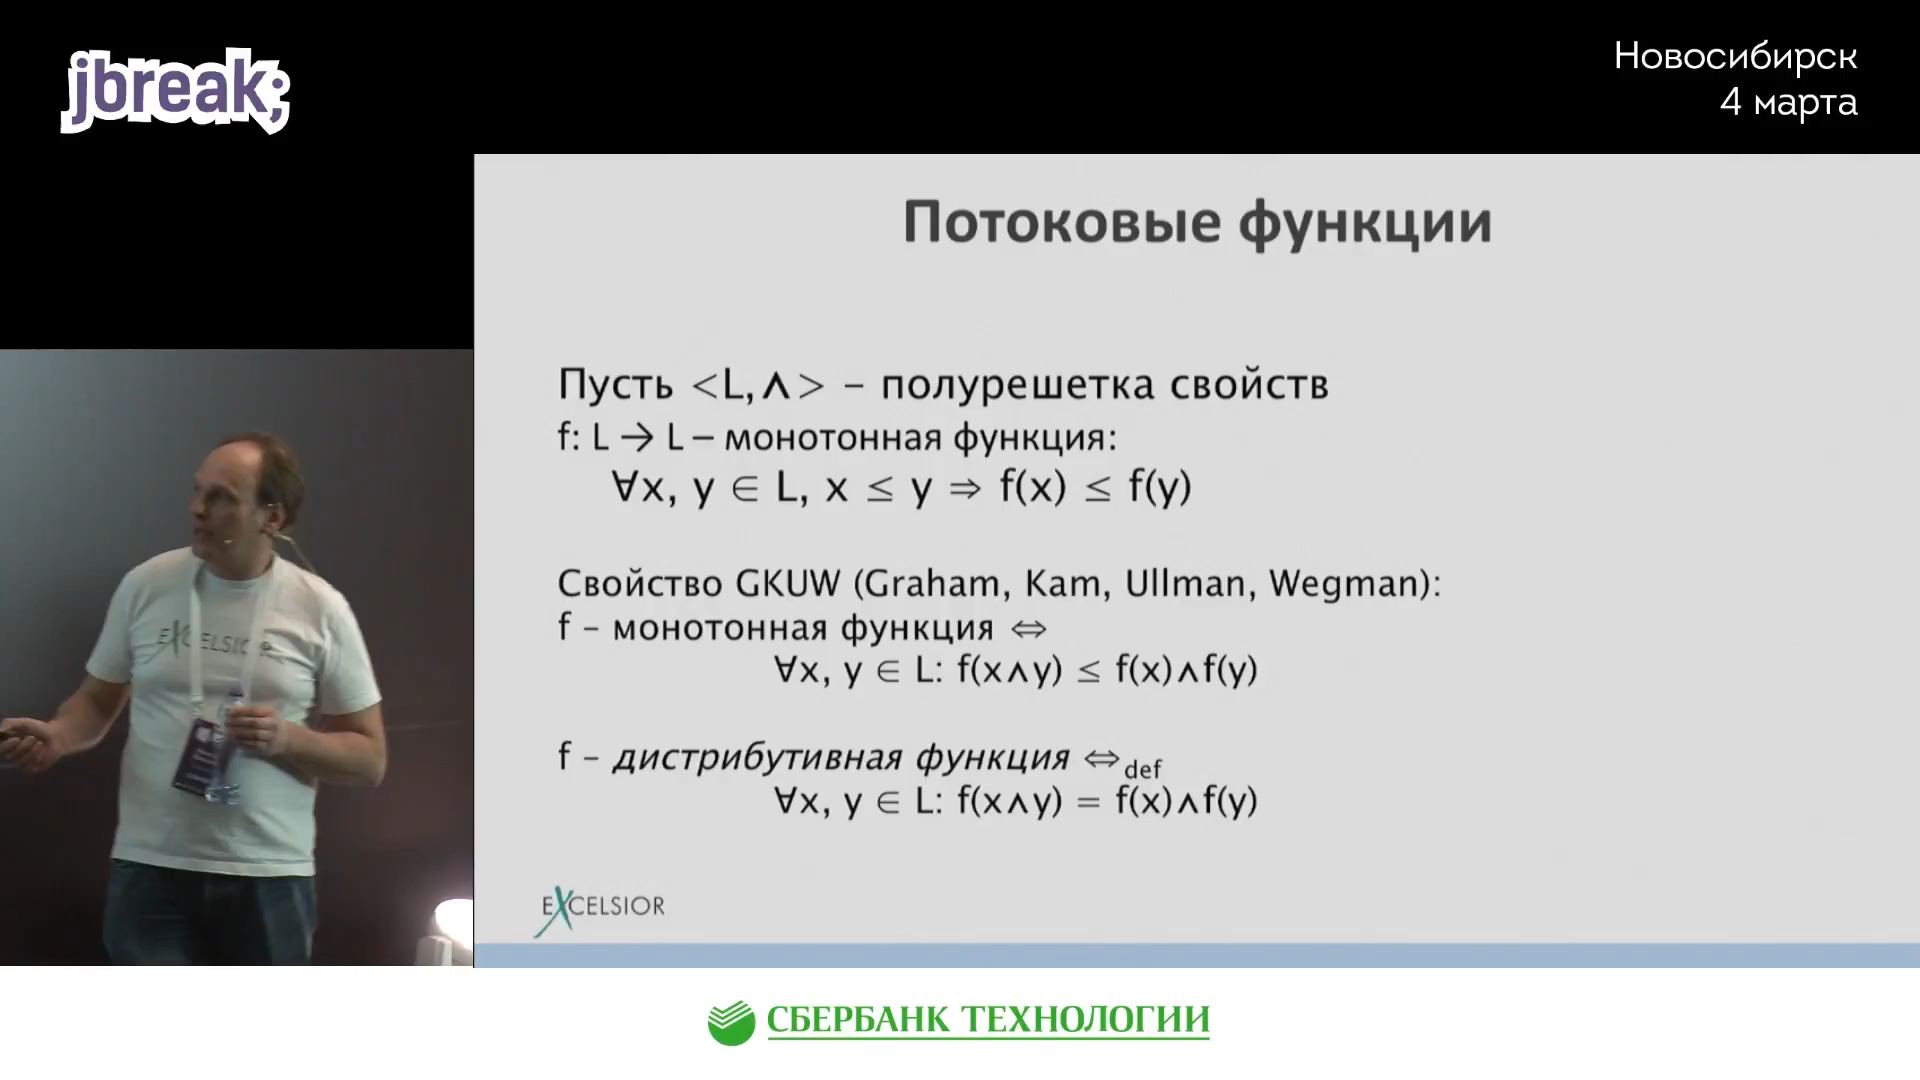 jbreak;
Новосибирск
4 марта
Потоковые функции
Пусть <L,∧> – полурешетка свойств
f: L → L – монотонная функция:
∀x, y ∈ L, x ≤ y ⇒ f(x) ≤ f(y)
Свойство GKUW (Graham, Kam, Ullman, Wegman):
f – монотонная функция ⇔
∀x, y ∈ L: f(x∧y) ≤ f(x)∧f(y)
f – дистрибутивная функция ⇔def
∀x, y ∈ L: f(x∧y) = f(x)∧f(y)
EXCELSIOR
EXCELSIOR
СБЕРБАНК ТЕХНОЛОГИИ